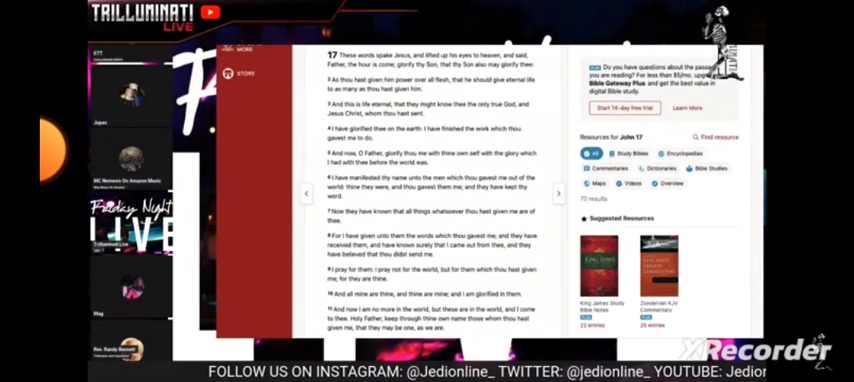 TRILLUMINATI
LIVE
ETT
Jopws
MC Nemesis On Amazon Music
Friday Night
LIVE
Trilluminati Live
Mag
Rev. Randy Bennett
MORE
STORE
17 These words spake Jesus, and lifted up his eyes to heaven, and said,
Father, the hour is come; glorify thy Son, that thy Son also may glorify thee:
2 As thou hast given him power over all flesh, that he should give eternal life
to as many as thou hast given him.
3 And this is life eternal, that they might know thee the only true God, and
Jesus Christ, whom thou hast sent.
4 I have glorified thee on the earth: I have finished the work which thou
gavest me to do.
5 And now, O Father, glorify thou me with thine own self with the glory which
I had with thee before the world was.
6 I have manifested thy name unto the men which thou gavest me out of the
world: thine they were, and thou gavest them me; and they have kept thy
word.
7 Now they have known that all things whatsoever thou hast given me are of
thee.
8 For I have given unto them the words which thou gavest me; and they have
received them, and have known surely that I came out from thee, and they
have believed that thou didst send me.
9 I pray for them: I pray not for the world, but for them which thou hast given
me; for they are thine.
10 And all mine are thine, and thine are mine; and I am glorified in them.
11 And now I am no more in the world, but these are in the world, and I come
to thee. Holy Father, keep through thine own name those whom thou hast
given me, that they may be one, as we are.
PLUS Do you have questions about the passage
you are reading? For less than $5/mo, upgrade
Bible Gateway Plus and get the best value in
digital Bible study.
Start 14-day free trial
Learn More
Resources for John 17
Find resource
All
Study Bibles
Encyclopedias
Commentaries
Dictionaries
Bible Studies
Maps
Videos
Overview
70 results
Suggested Resources
King James Study
Bible Notes
PLUS
22 entries
Zondervan KJV
Commentary
PLUS
25 entries
XRecorder
FOLLOW US ON INSTAGRAM: @Jedionline_ TWITTER: @jedionline_ YOUTUBE: Jedion